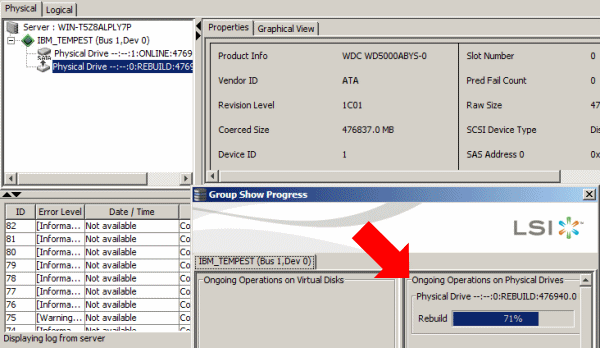 Physical Logical
Server : WIN-T5Z8ALPLY7P
IBM_TEMPEST (Bus 1,Dev 0)
Physical Drive --:--:1:ONLINE:4769
SATA
Physical Drive --:--:0:REBUILD:4769
Properties Graphical View
Product Info WDC WD5000ABYS-0 Slot Number 0
Vendor ID ATA Pred Fail Count 0
Revision Level 1C01 Raw Size 47
Coerced Size 476837.0 MB SCSI Device Type Dis
Device ID 1 SAS Address 0 0x
ID Error Level Date / Time
82 [Informa... Not available Co
81 [Informa... Not available Co
80 [Informa... Not available Co
79 [Informa... Not available Co
78 [Informa... Not available Co
77 [Informa... Not available Co
76 [Informa... Not available Co
75 [Warning... Not available Co
74 [Informa... Not available Co
Displaying log from server
Group Show Progress
LSI
IBM_TEMPEST (Bus 1,Dev 0)
Ongoing Operations on Virtual Disks
Ongoing Operations on Physical Drives
Physical Drive --:--:0:REBUILD:476940.0
Rebuild 71%